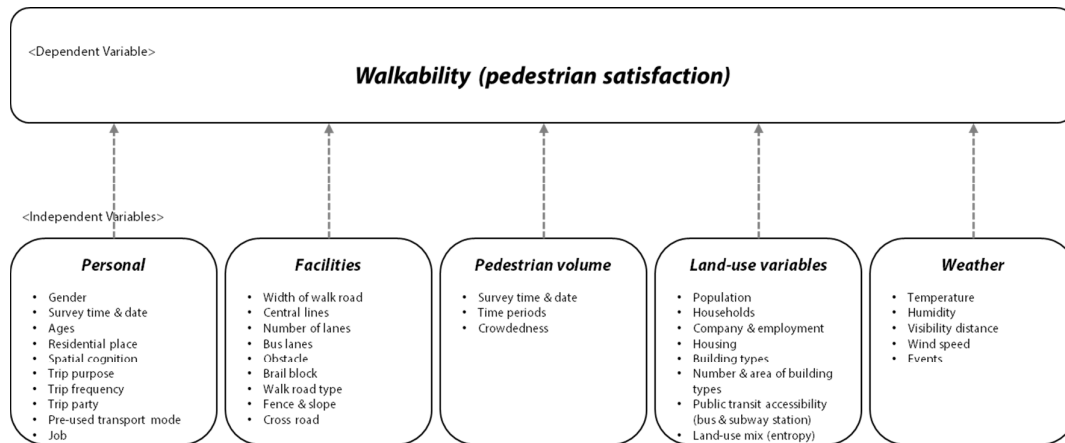 <Dependent Variable>
Walkability (pedestrian satisfaction)
<Independent Variables>
Personal
• Gender
• Survey time & date
• Ages
• Residential place
• Spatial cognition
• Trip purpose
• Trip frequency
• Trip party
• Pre-used transport mode
• Job
Facilities
• Width of walk road
• Central lines
• Number of lanes
• Bus lanes
• Obstacle
• Brail block
• Walk road type
• Fence & slope
• Cross road
Pedestrian volume
• Survey time & date
• Time periods
• Crowdedness
Land-use variables
• Population
• Households
• Company & employment
• Housing
• Building types
• Number & area of building
types
• Public transit accessibility
(bus & subway station)
• Land-use mix (entropy)
Weather
• Temperature
• Humidity
• Visibility distance
• Wind speed
• Events